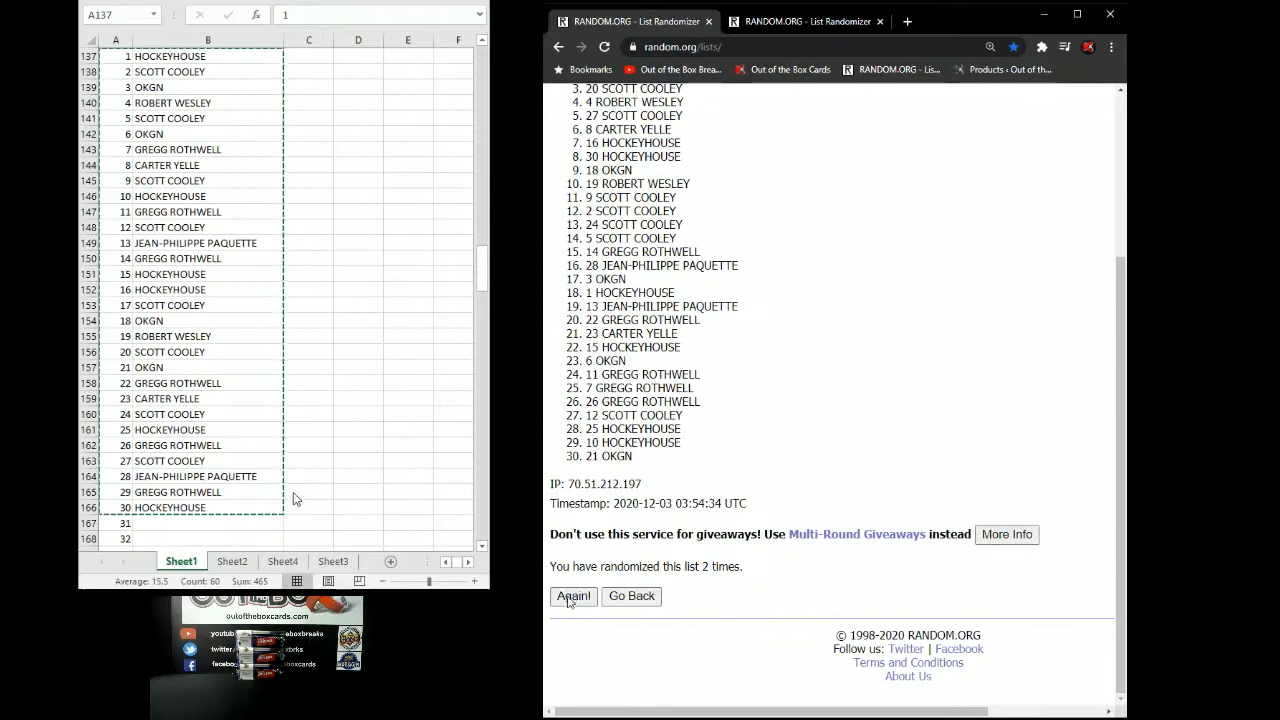 A137
1
A B C D E F
137 1 HOCKEYHOUSE
138 2 SCOTT COOLEY
139 3 OKGN
140 4 ROBERT WESLEY
141 5 SCOTT COOLEY
142 6 OKGN
143 7 GREGG ROTHWELL
144 8 CARTER YELLE
145 9 SCOTT COOLEY
146 10 HOCKEYHOUSE
147 11 GREGG ROTHWELL
148 12 SCOTT COOLEY
149 13 JEAN-PHILIPPE PAQUETTE
150 14 GREGG ROTHWELL
151 15 HOCKEYHOUSE
152 16 HOCKEYHOUSE
153 17 SCOTT COOLEY
154 18 OKGN
155 19 ROBERT WESLEY
156 20 SCOTT COOLEY
157 21 OKGN
158 22 GREGG ROTHWELL
159 23 CARTER YELLE
160 24 SCOTT COOLEY
161 25 HOCKEYHOUSE
162 26 GREGG ROTHWELL
163 27 SCOTT COOLEY
164 28 JEAN-PHILIPPE PAQUETTE
165 29 GREGG ROTHWELL
166 30 HOCKEYHOUSE
167 31
168 32
Sheet1 Sheet2 Sheet4 Sheet3
Average: 15.5 Count: 60 Sum: 465
outoftheboxcards.com
youtub eboxbreaks
twitter xbrks
faceboo xcards
RANDOM.ORG - List Randomizer RANDOM.ORG - List Randomizer
random.org/lists/
Bookmarks Out of the Box Brea... Out of the Box Cards RANDOM.ORG - Lis... Products ‹ Out of th...
3. 20 SCOTT COOLEY
4. 4 ROBERT WESLEY
5. 27 SCOTT COOLEY
6. 8 CARTER YELLE
7. 16 HOCKEYHOUSE
8. 30 HOCKEYHOUSE
9. 18 OKGN
10. 19 ROBERT WESLEY
11. 9 SCOTT COOLEY
12. 2 SCOTT COOLEY
13. 24 SCOTT COOLEY
14. 5 SCOTT COOLEY
15. 14 GREGG ROTHWELL
16. 28 JEAN-PHILIPPE PAQUETTE
17. 3 OKGN
18. 1 HOCKEYHOUSE
19. 13 JEAN-PHILIPPE PAQUETTE
20. 22 GREGG ROTHWELL
21. 23 CARTER YELLE
22. 15 HOCKEYHOUSE
23. 6 OKGN
24. 11 GREGG ROTHWELL
25. 7 GREGG ROTHWELL
26. 26 GREGG ROTHWELL
27. 12 SCOTT COOLEY
28. 25 HOCKEYHOUSE
29. 10 HOCKEYHOUSE
30. 21 OKGN
IP: 70.51.212.197
Timestamp: 2020-12-03 03:54:34 UTC
Don't use this service for giveaways! Use Multi-Round Giveaways instead More Info
You have randomized this list 2 times.
Again! Go Back
© 1998-2020 RANDOM.ORG
Follow us: Twitter | Facebook
Terms and Conditions
About Us